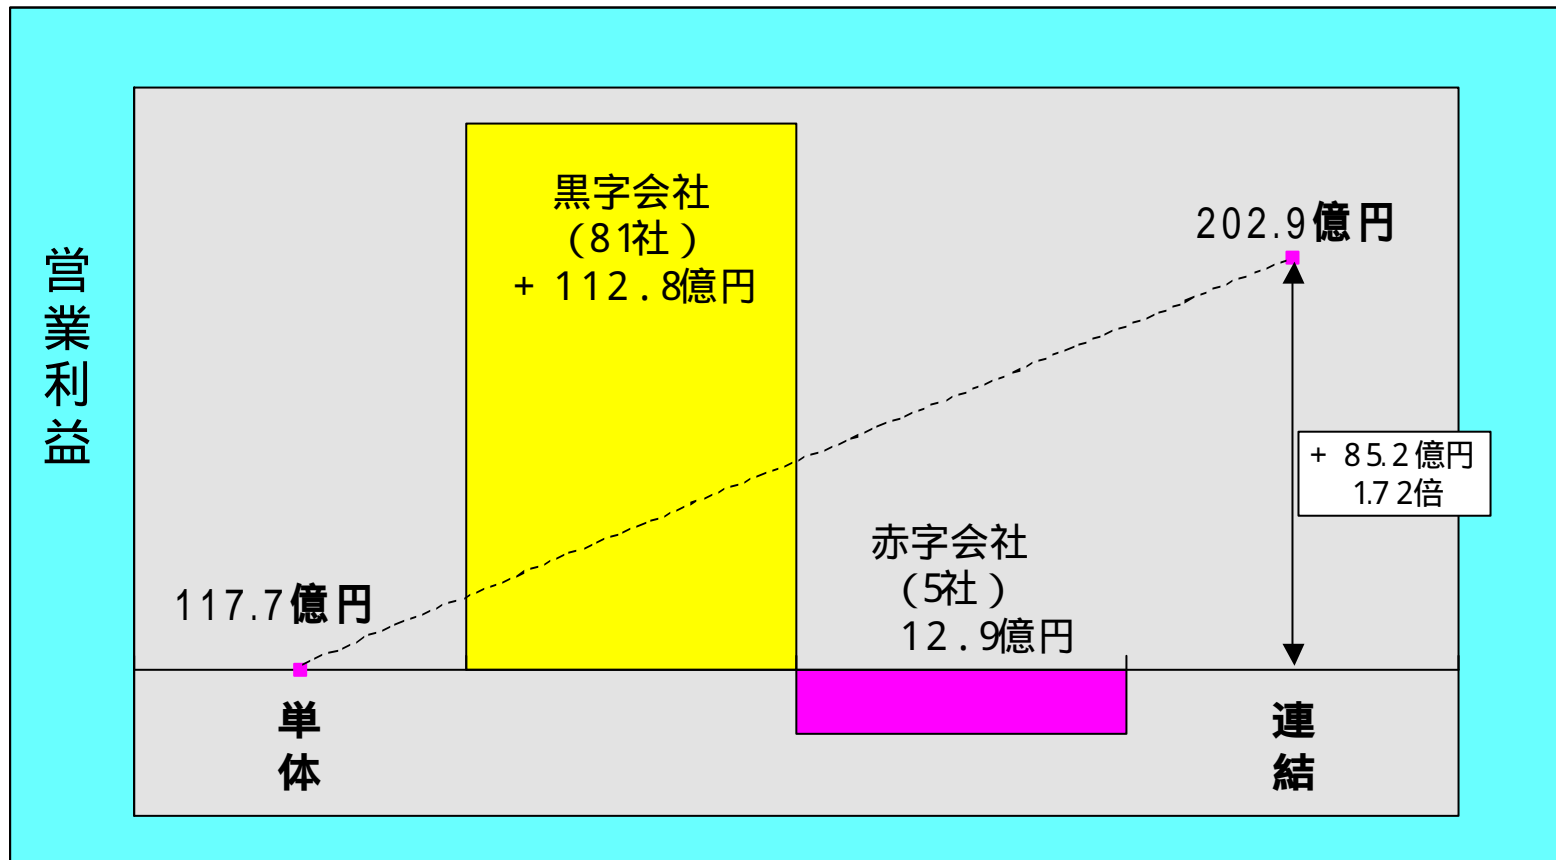 営業利益
黒字会社
(81社)
+ 112.8億円
202.9億円
+ 85.2億円
1.72倍
赤字会社
(5社)
12.9億円
117.7億円
単体
連結